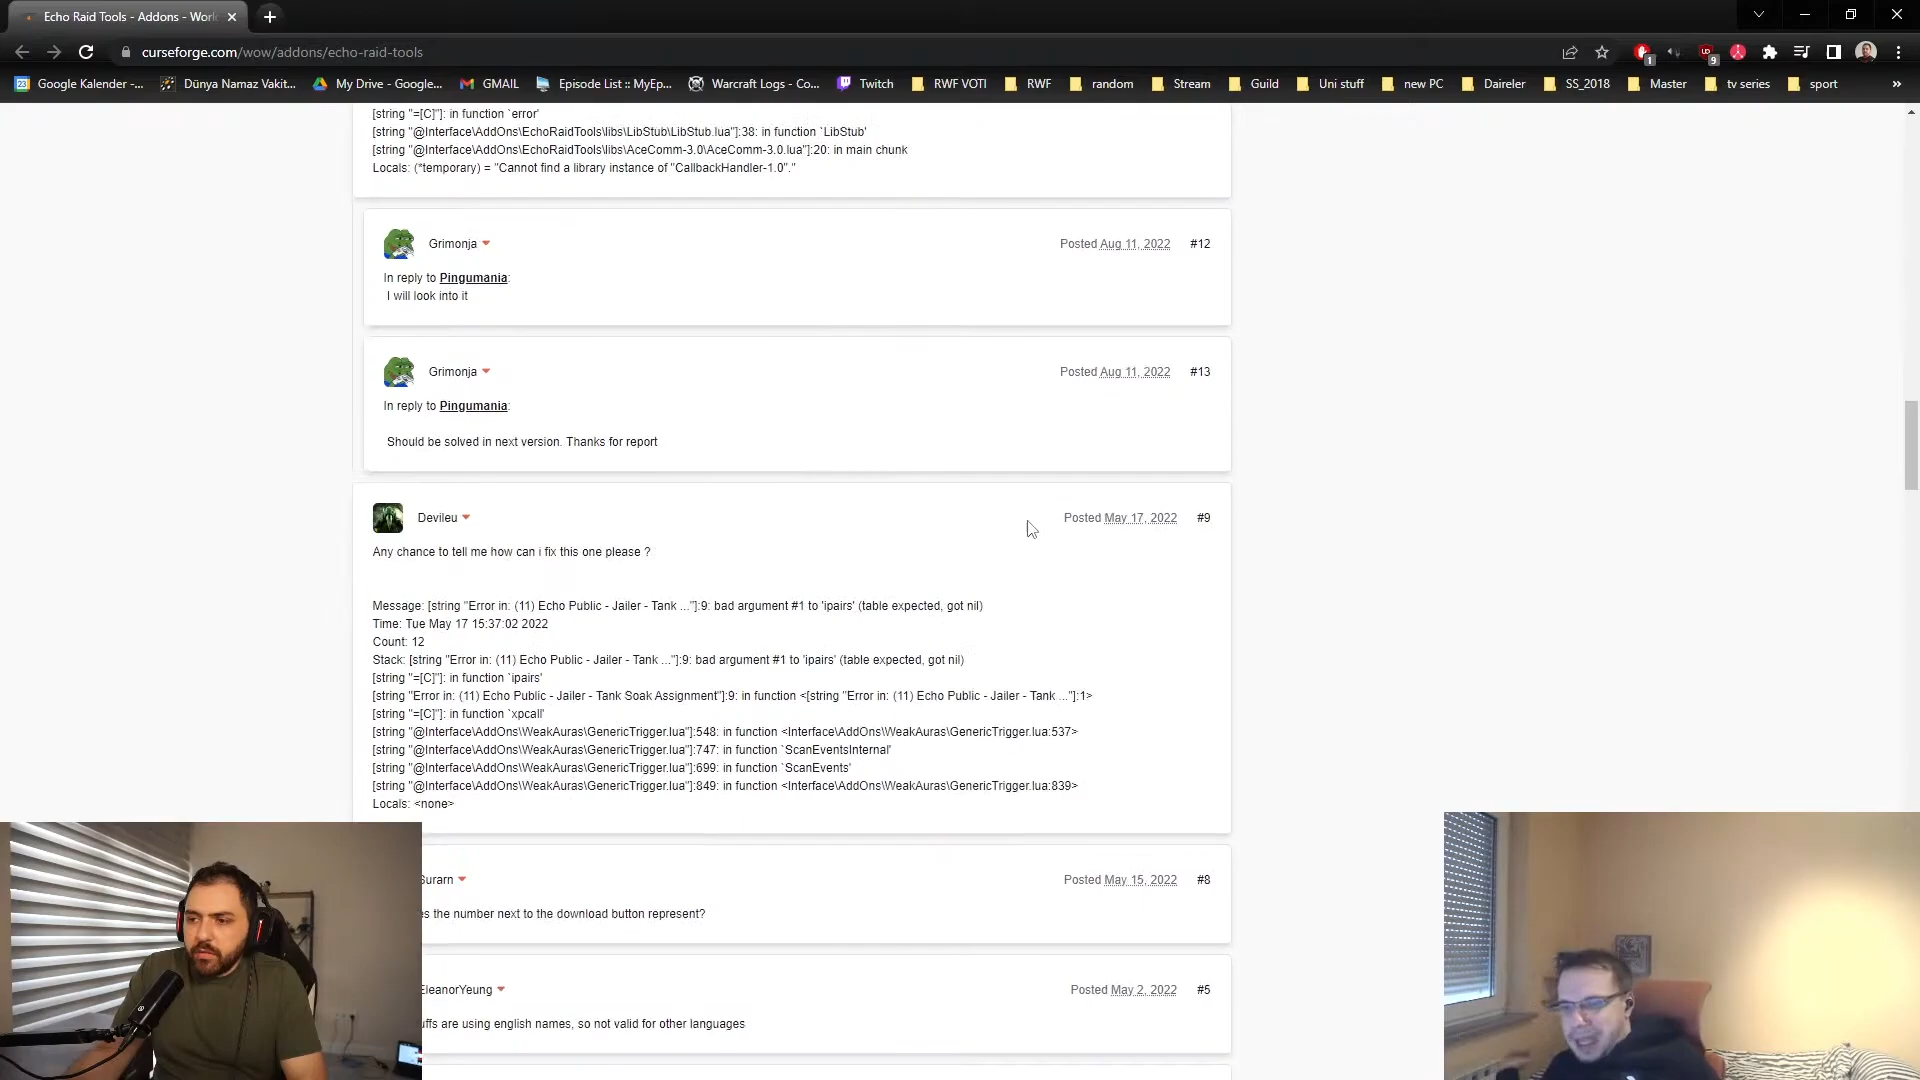 Echo Raid Tools - Addons - Worl
curseforge.com/wow/addons/echo-raid-tools
1
9
Google Kalender -...
Dünya Namaz Vakit...
My Drive - Google...
GMAIL
Episode List :: MyEp...
Warcraft Logs - Co...
Twitch
RWF VOTI
RWF
random
Stream
Guild
Uni stuff
new PC
Daireler
SS_2018
Master
tv series
sport
»
[string "=[C]"]: in function `error'
[string "@Interface\AddOns\EchoRaidTools\libs\LibStub\LibStub.lua"]:38: in function `LibStub'
[string "@Interface\AddOns\EchoRaidTools\libs\AceComm-3.0\AceComm-3.0.lua"]:20: in main chunk
Locals: (*temporary) = "Cannot find a library instance of "CallbackHandler-1.0"."
Grimonja Posted Aug 11, 2022 #12
In reply to Pingumania:
I will look into it
Grimonja Posted Aug 11, 2022 #13
In reply to Pingumania:
Should be solved in next version. Thanks for report
Devileu Posted May 17, 2022 #9
Any chance to tell me how can i fix this one please ?
Message: [string "Error in: (11) Echo Public - Jailer - Tank ..."]:9: bad argument #1 to 'ipairs' (table expected, got nil)
Time: Tue May 17 15:37:02 2022
Count: 12
Stack: [string "Error in: (11) Echo Public - Jailer - Tank ..."]:9: bad argument #1 to 'ipairs' (table expected, got nil)
[string "=[C]"]: in function `ipairs'
[string "Error in: (11) Echo Public - Jailer - Tank Soak Assignment"]:9: in function <[string "Error in: (11) Echo Public - Jailer - Tank ..."]:1>
[string "=[C]"]: in function `xpcall'
[string "@Interface\AddOns\WeakAuras\GenericTrigger.lua"]:548: in function <Interface\AddOns\WeakAuras\GenericTrigger.lua:537>
[string "@Interface\AddOns\WeakAuras\GenericTrigger.lua"]:747: in function `ScanEventsInternal'
[string "@Interface\AddOns\WeakAuras\GenericTrigger.lua"]:699: in function `ScanEvents'
[string "@Interface\AddOns\WeakAuras\GenericTrigger.lua"]:849: in function <Interface\AddOns\WeakAuras\GenericTrigger.lua:839>
Locals: <none>
Surarn Posted May 15, 2022 #8
es the number next to the download button represent?
EleanorYeung Posted May 2, 2022 #5
uffs are using english names, so not valid for other languages